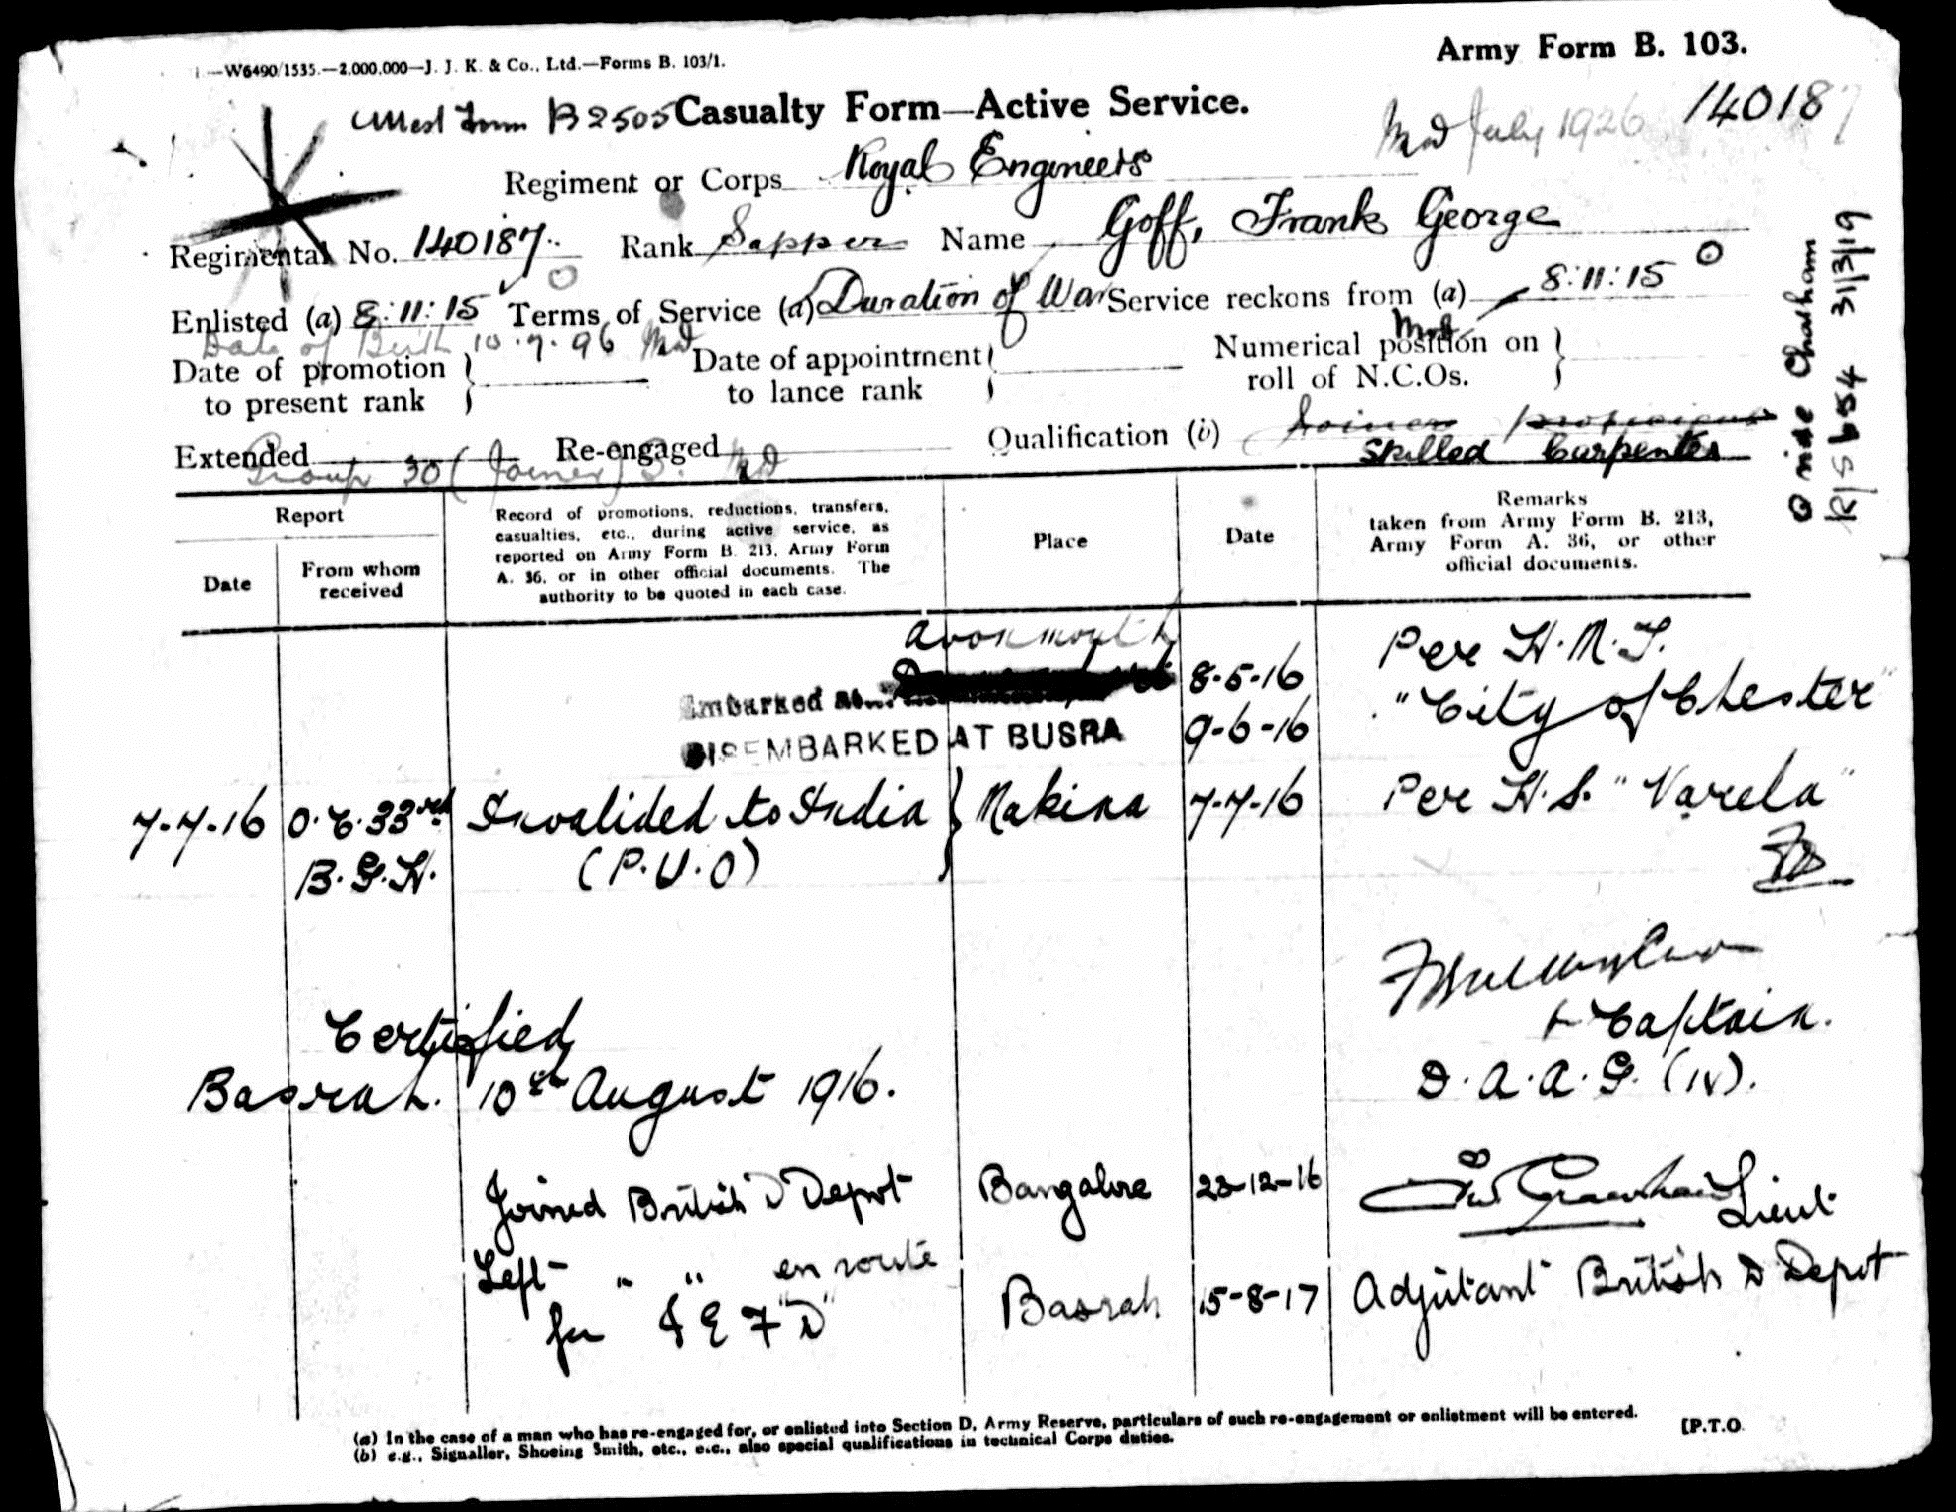 —W6490/1535.—2,000,000—J. J. K. & Co., Ltd.—Forms B. 103/1.
Army Form B. 103.
Attest Form B2505 Casualty Form—Active Service.
July 1926
140187
Regiment or Corps Royal Engineers
Regimental No. 140187 Rank Sapper Name Goff, Frank George
Enlisted (a) 8:11:15 Terms of Service (a) Duration of War Service reckons from (a) 8:11:15
Date of Birth 10.7.96
Date of promotion to present rank
Date of appointment to lance rank
Numerical position on roll of N.C.Os.
Extended Re-engaged Qualification (b) Joiner proficient
Skilled Carpenter
Group 30 (Joiner)
O nide Chatham
R/S b54 31/3/19
Report
Date
From whom received
Record of promotions, reductions, transfers, casualties, etc., during active service, as reported on Army Form B. 213, Army Form A. 36, or in other official documents. The authority to be quoted in each case.
Place
Date
Remarks
taken from Army Form B. 213, Army Form A. 36, or other official documents.
Avonmouth
Embarked at 8-5-16 Per H.M.T.
"City of Chester"
DISEMBARKED AT BUSRA 9-6-16
7-7-16 O.C. 33rd Invalided to India Makina 7-7-16 Per H.S. "Varela"
B.G.H. (P.U.O)
Captain.
Certified
Basrah. 10th August 1916. D.A.A.G. (IV).
Joined British D Depot Bangalore 23-12-16 Lieut
Left " " en route
for I E F "D" Basrah 15-8-17 Adjutant British D Depot
(a) In the case of a man who has re-engaged for, or enlisted into Section D, Army Reserve, particulars of such re-engagement or enlistment will be entered.
(b) e.g., Signaller, Shoeing Smith, etc., etc., also special qualifications in technical Corps duties.
[P.T.O.